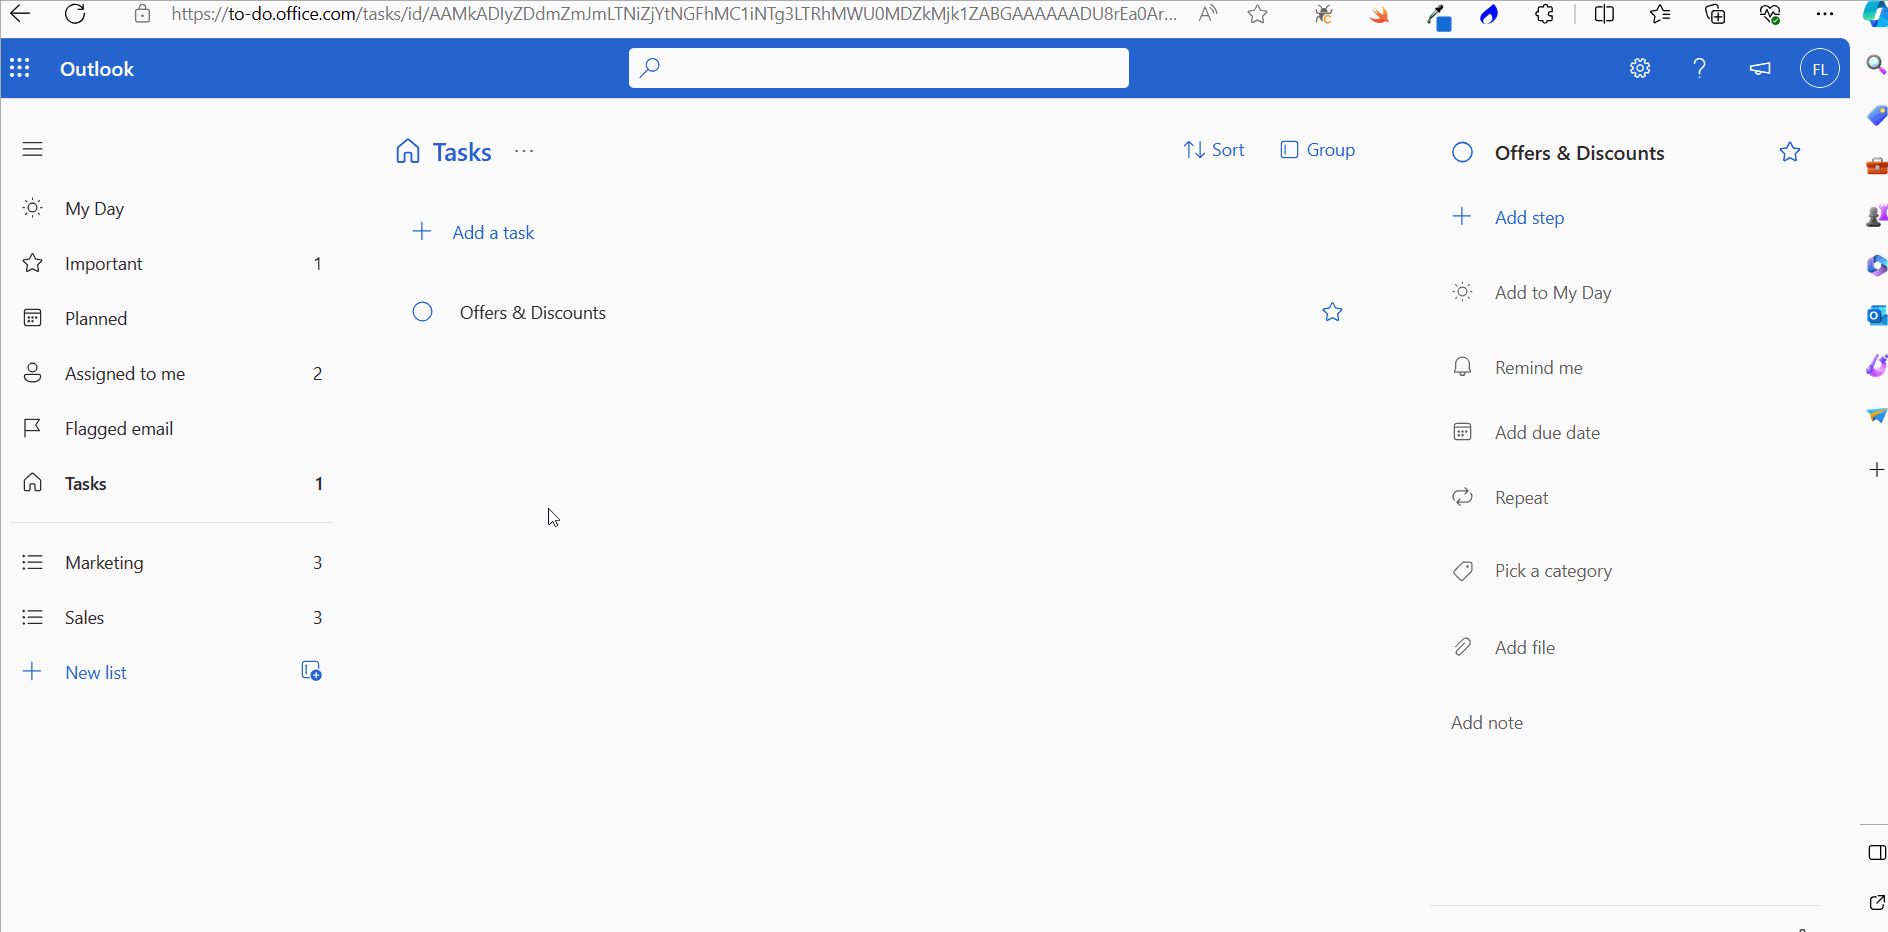 https://to-do.office.com/tasks/id/AAMkADIyZDdmZmJmLTNiZjYtNGFhMC1iNTg3LTRhMWU0MDZkMjk1ZABGAAAAAADU8rEa0Ar...
Outlook
FL
Tasks
Sort
Group
Offers & Discounts
My Day
Add a task
Add step
Important 1
Offers & Discounts
Add to My Day
Planned
Remind me
Assigned to me 2
Add due date
Flagged email
Repeat
Tasks 1
Marketing 3
Pick a category
Sales 3
Add file
New list
Add note